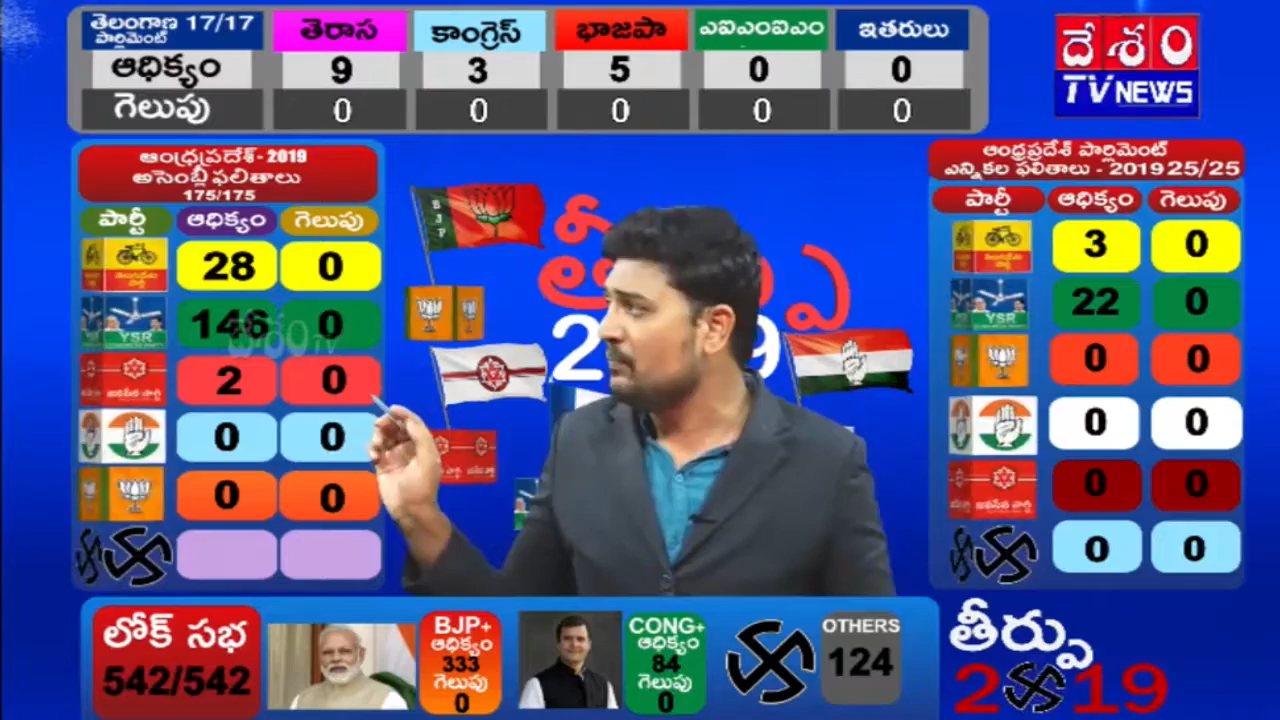 తెలంగాణ 17/17
పార్లమెంట్
తెరాస
కాంగ్రెస్
భాజపా
ఎఐఎంఐఎం
ఇతరులు
ఆధిక్యం
9
3
5
0
0
గెలుపు
0
0
0
0
0
దేశం
TV NEWS
ఆంధ్రప్రదేశ్- 2019
అసెంబ్లీ ఫలితాలు
175/175
పార్టీ
ఆధిక్యం
గెలుపు
28
0
YSR
146
0
2
0
0
0
0
0
BJP
ఆంధ్రప్రదేశ్ పార్లమెంట్
ఎన్నికల ఫలితాలు - 2019 25/25
పార్టీ
ఆధిక్యం
గెలుపు
3
0
YSR
22
0
0
0
0
0
0
0
0
0
లోక్ సభ
542/542
BJP+
ఆధిక్యం
333
గెలుపు
0
CONG+
ఆధిక్యం
84
గెలుపు
0
OTHERS
124
తీర్పు
2019